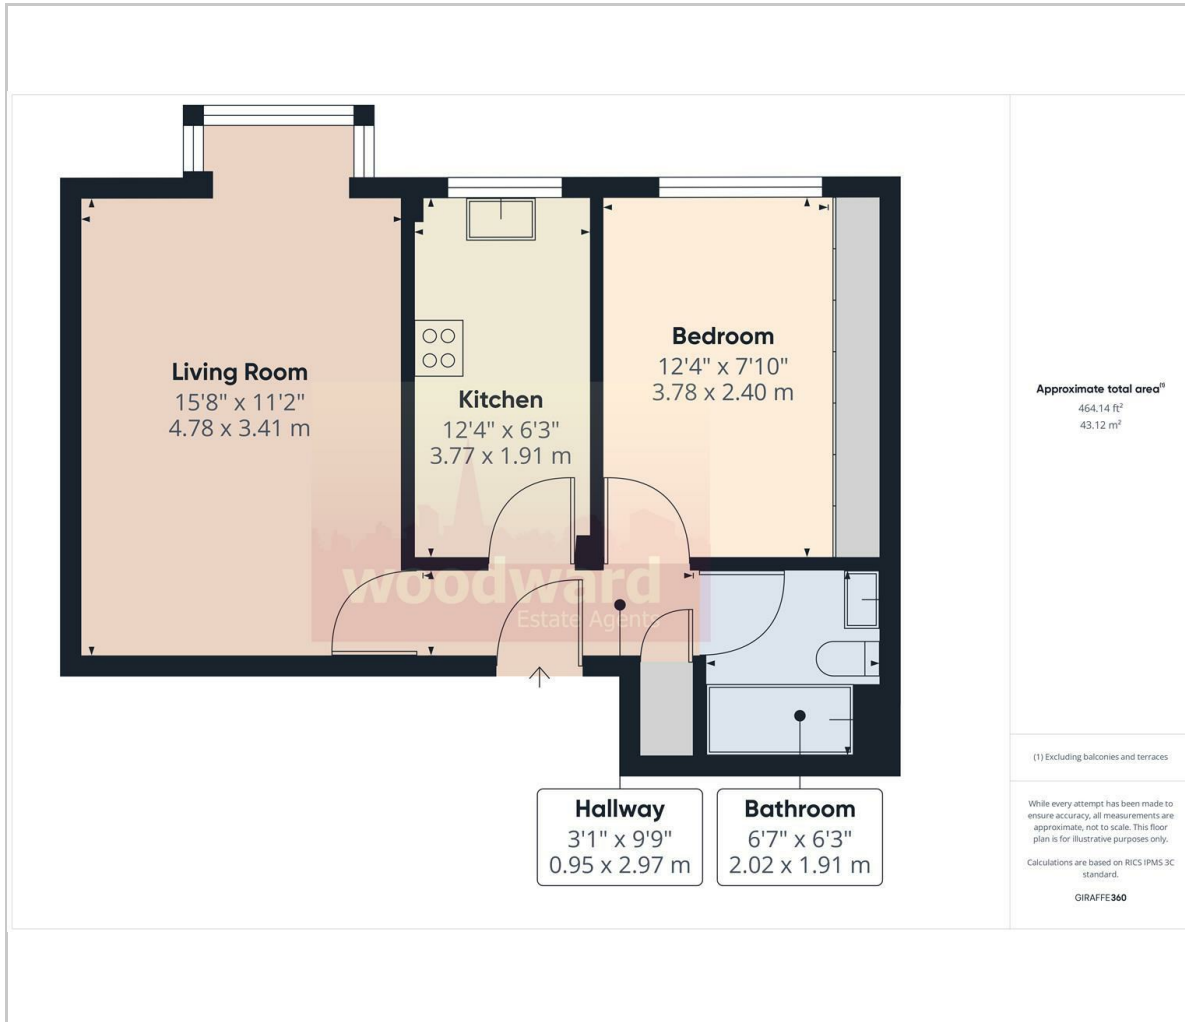 Living Room
15'8" x 11'2"
4.78 x 3.41 m
Kitchen
12'4" x 6'3"
3.77 x 1.91 m
Bedroom
12'4" x 7'10"
3.78 x 2.40 m
woodward
Estate Agents
Hallway
3'1" x 9'9"
0.95 x 2.97 m
Bathroom
6'7" x 6'3"
2.02 x 1.91 m
Approximate total area(1)
464.14 ft²
43.12 m²
(1) Excluding balconies and terraces
While every attempt has been made to
ensure accuracy, all measurements are
approximate, not to scale. This floor
plan is for illustrative purposes only.
Calculations are based on RICS IPMS 3C
standard.
GIRAFFE360